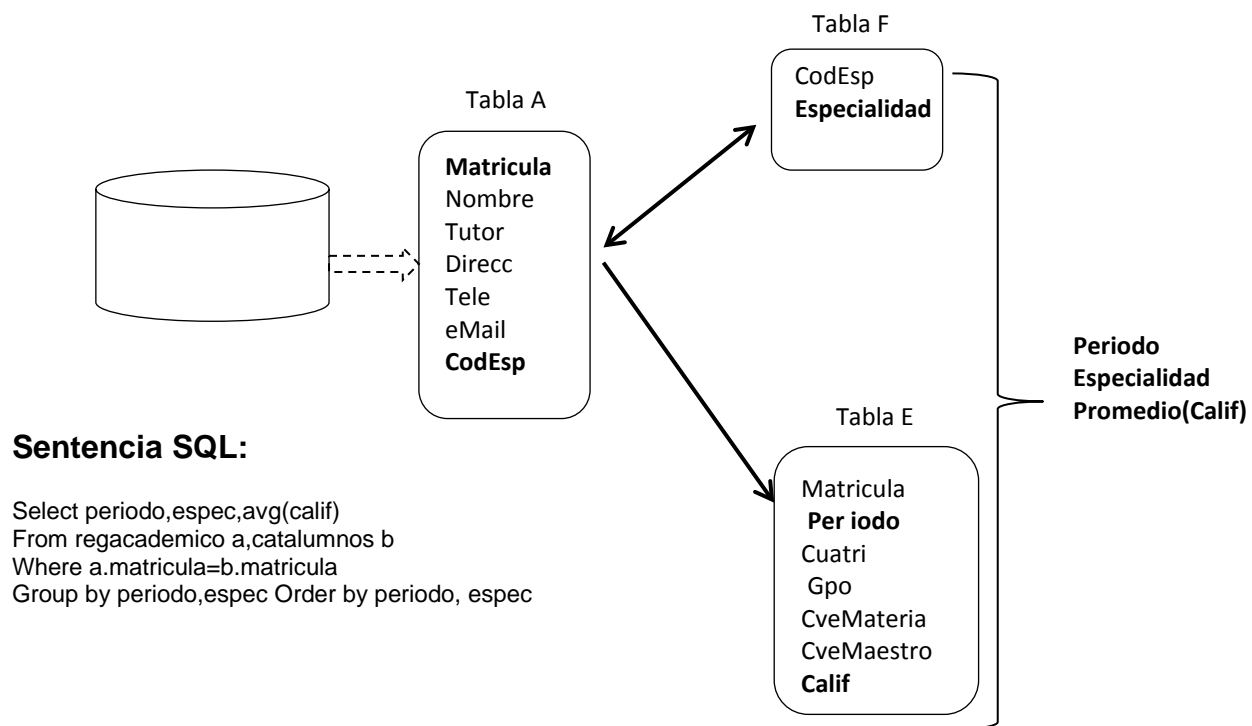 Tabla F
CodEsp
Especialidad
Tabla A
Matricula
Nombre
Tutor
Direcc
Tele
eMail
CodEsp
Periodo
Especialidad
Promedio(Calif)
Tabla E
Matricula
Per iodo
Cuatri
Gpo
CveMateria
CveMaestro
Calif
Sentencia SQL:
Select periodo,espec,avg(calif)
From regacademico a,catalumnos b
Where a.matricula=b.matricula
Group by periodo,espec Order by periodo, espec